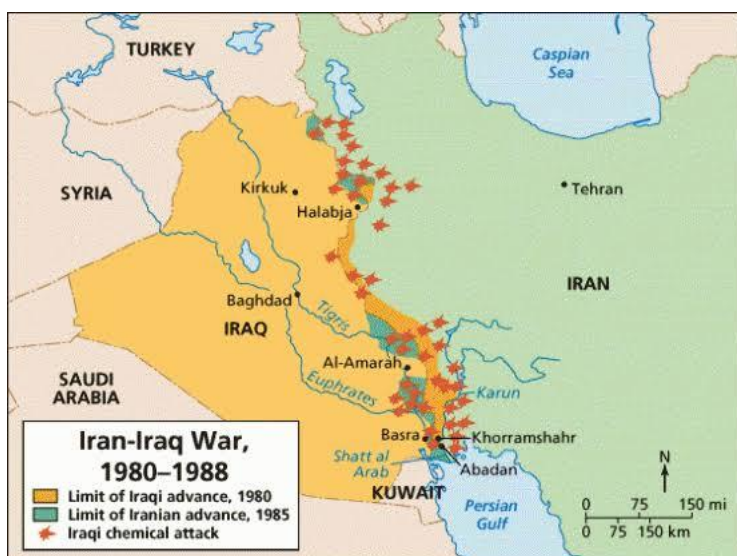 TURKEY
Caspian
Sea
SYRIA
Kirkuk
Halabja
Tehran
IRAN
Baghdad
Tigris
IRAQ
Al-Amarah
Euphrates
Karun
SAUDI
ARABIA
Basra
Khorramshahr
Shatt al
Arab
Abadan
KUWAIT
Persian
Gulf
N
0 75 150 mi
0 75 150 km
Iran-Iraq War,
1980–1988
Limit of Iraqi advance, 1980
Limit of Iranian advance, 1985
Iraqi chemical attack